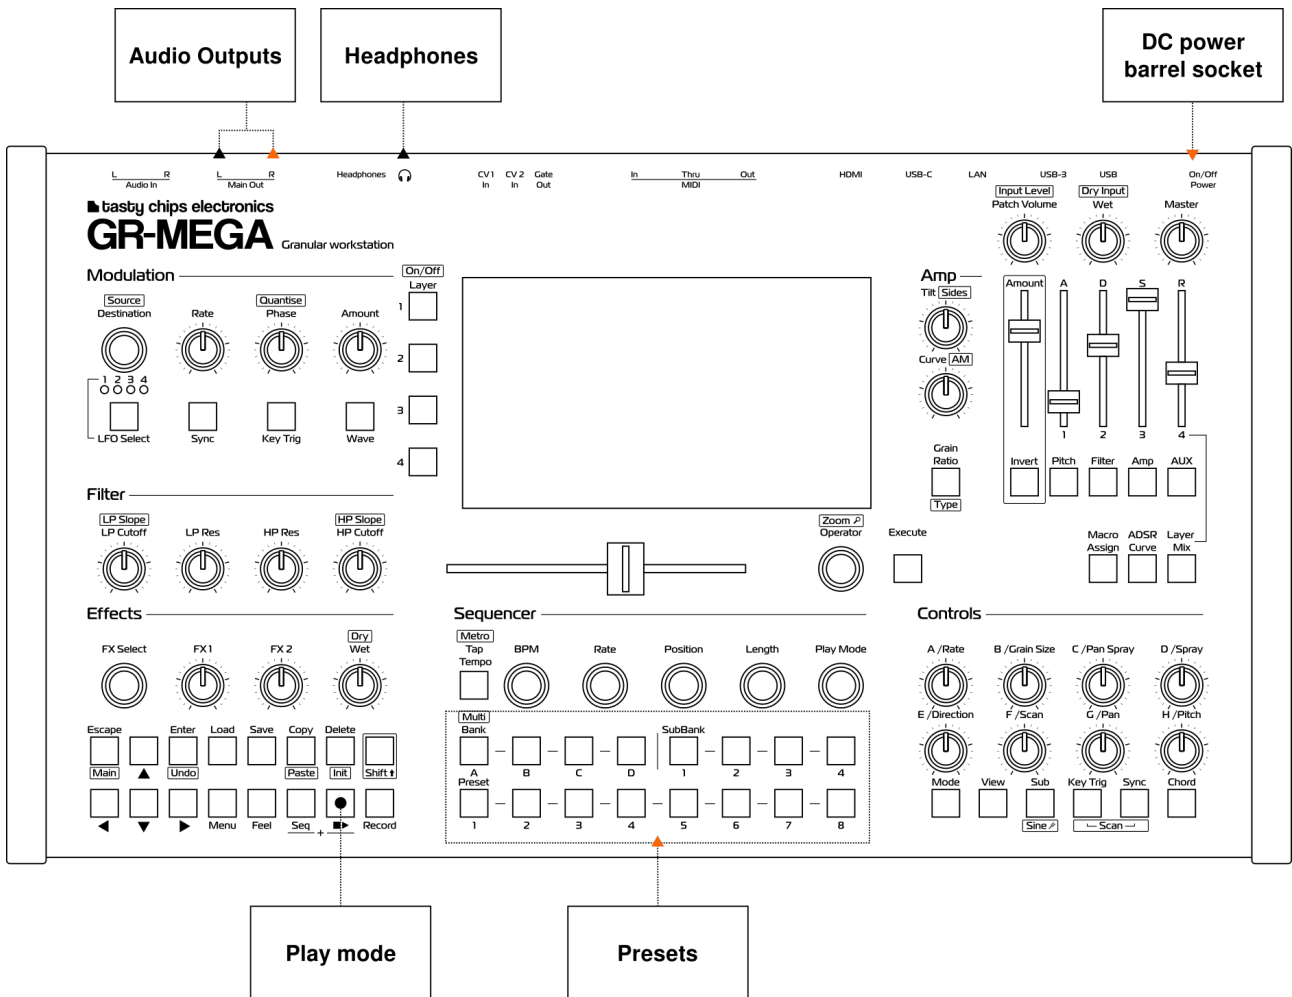 Audio Outputs
Headphones
DC power
barrel socket
L R
Audio In
L R
Main Out
Headphones
CV 1 CV 2 Gate
In In Out
In Thru Out
MIDI
HDMI
USB-C
LAN
USB-3
USB
On/Off
Power
tasty chips electronics
GR-MEGA Granular workstation
Input Level
Patch Volume
Dry Input
Wet
Master
Modulation
Source
Destination
Rate
Quantise
Phase
Amount
1 2 3 4
LFO Select
Sync
Key Trig
Wave
On/Off
Layer
1
2
3
4
Amp
Tilt Sides
Curve AM
Grain
Ratio
Type
Amount A D S R
1 2 3 4
Invert Pitch Filter Amp AUX
Macro
Assign
ADSR
Curve
Layer
Mix
Filter
LP Slope
LP Cutoff
LP Res
HP Res
HP Slope
HP Cutoff
Zoom
Operator
Execute
Effects
FX Select
FX 1
FX 2
Dry
Wet
Sequencer
Metro
Tap
Tempo
BPM
Rate
Position
Length
Play Mode
Controls
A /Rate
B /Grain Size
C /Pan Spray
D /Spray
E /Direction
F /Scan
G /Pan
H /Pitch
Mode
View
Sub
Key Trig
Sync
Chord
Sine
Scan
Escape
Enter
Load
Save
Copy
Delete
Main
Undo
Paste
Init
Shift
Menu
Feel
Seq
+
Record
Multi
Bank
SubBank
A B C D 1 2 3 4
Preset
1 2 3 4 5 6 7 8
Play mode
Presets